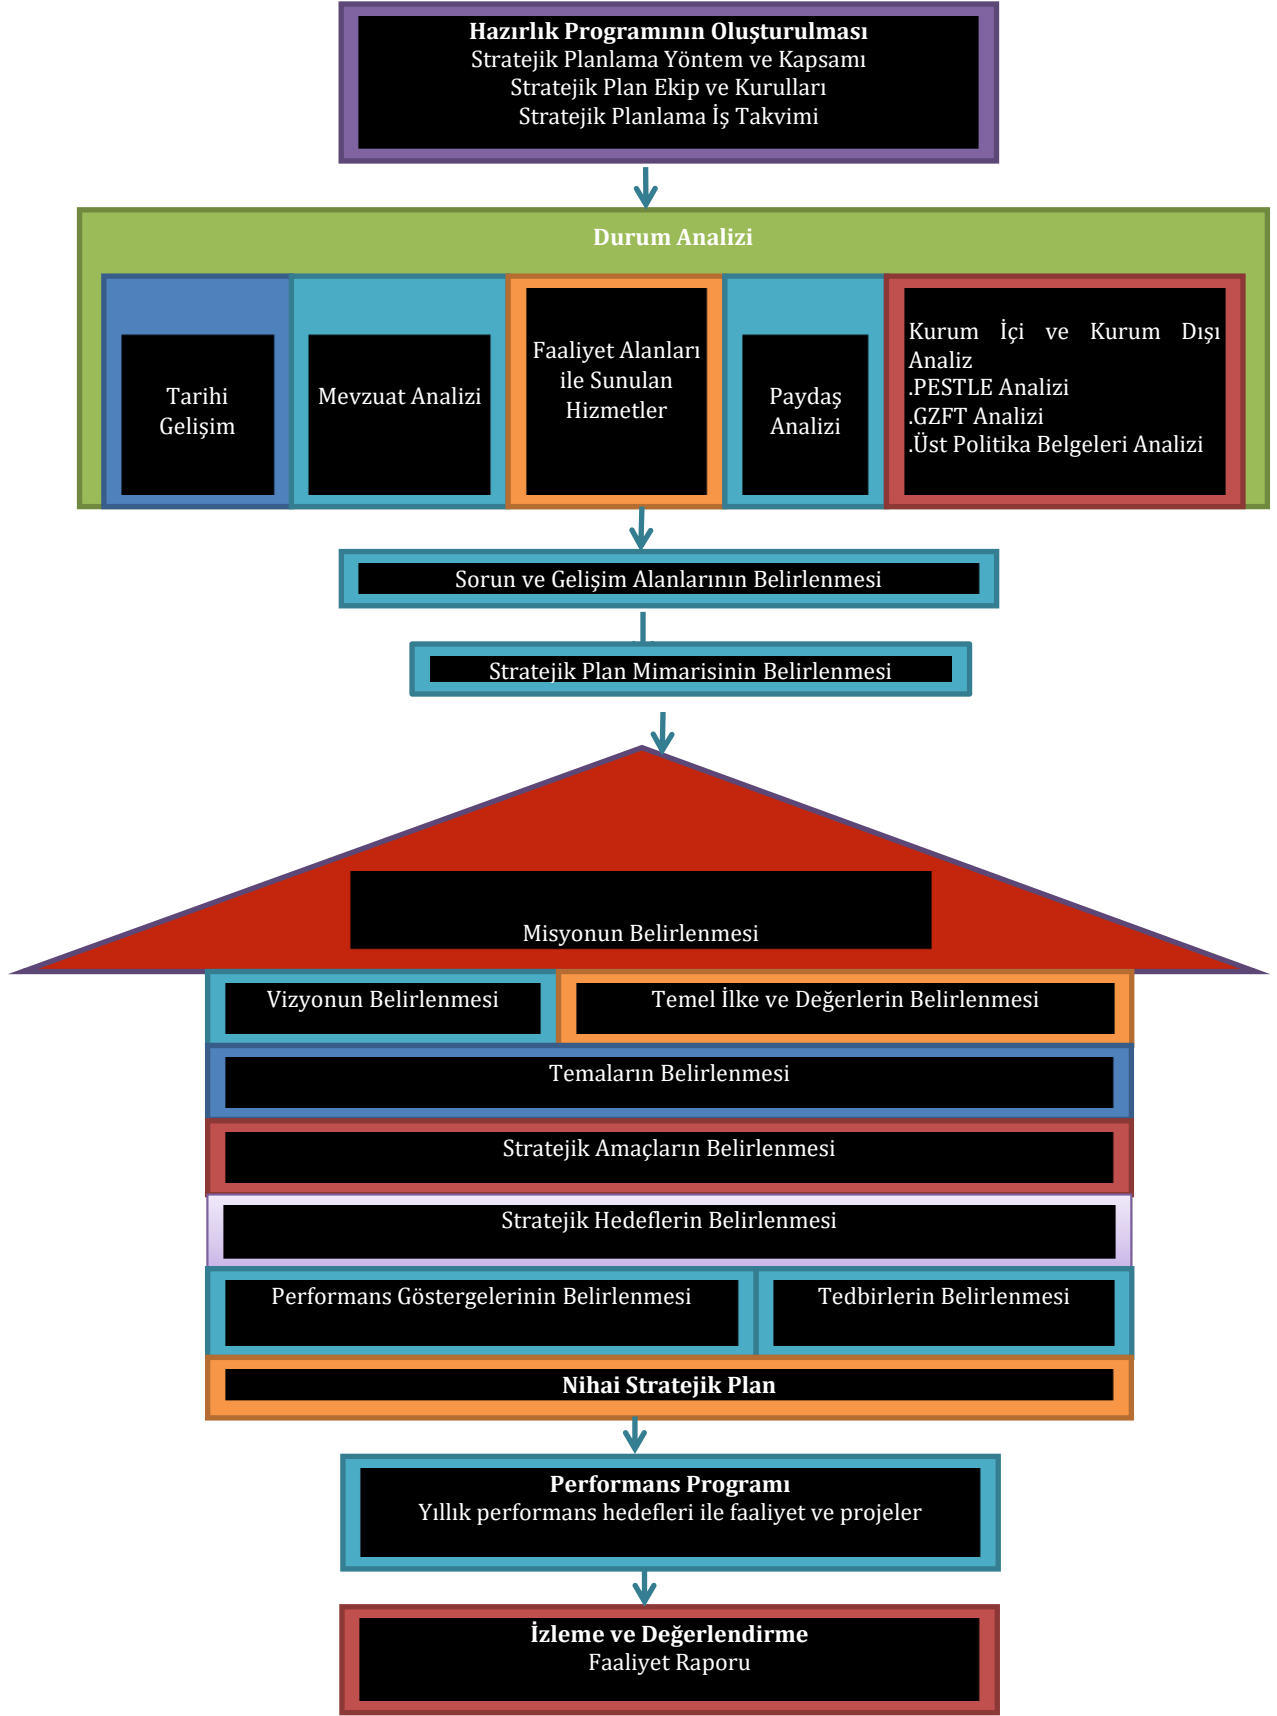 Hazırlık Programının Oluşturulması
Stratejik Planlama Yöntem ve Kapsamı
Stratejik Plan Ekip ve Kurulları
Stratejik Planlama İş Takvimi
Durum Analizi
Tarihi
Gelişim
Mevzuat Analizi
Faaliyet Alanları
ile Sunulan
Hizmetler
Paydaş
Analizi
Kurum İçi ve Kurum Dışı
Analiz
.PESTLE Analizi
.GZFT Analizi
.Üst Politika Belgeleri Analizi
Sorun ve Gelişim Alanlarının Belirlenmesi
Stratejik Plan Mimarisinin Belirlenmesi
Misyonun Belirlenmesi
Vizyonun Belirlenmesi
Temel İlke ve Değerlerin Belirlenmesi
Temaların Belirlenmesi
Stratejik Amaçların Belirlenmesi
Stratejik Hedeflerin Belirlenmesi
Performans Göstergelerinin Belirlenmesi
Tedbirlerin Belirlenmesi
Nihai Stratejik Plan
Performans Programı
Yıllık performans hedefleri ile faaliyet ve projeler
İzleme ve Değerlendirme
Faaliyet Raporu